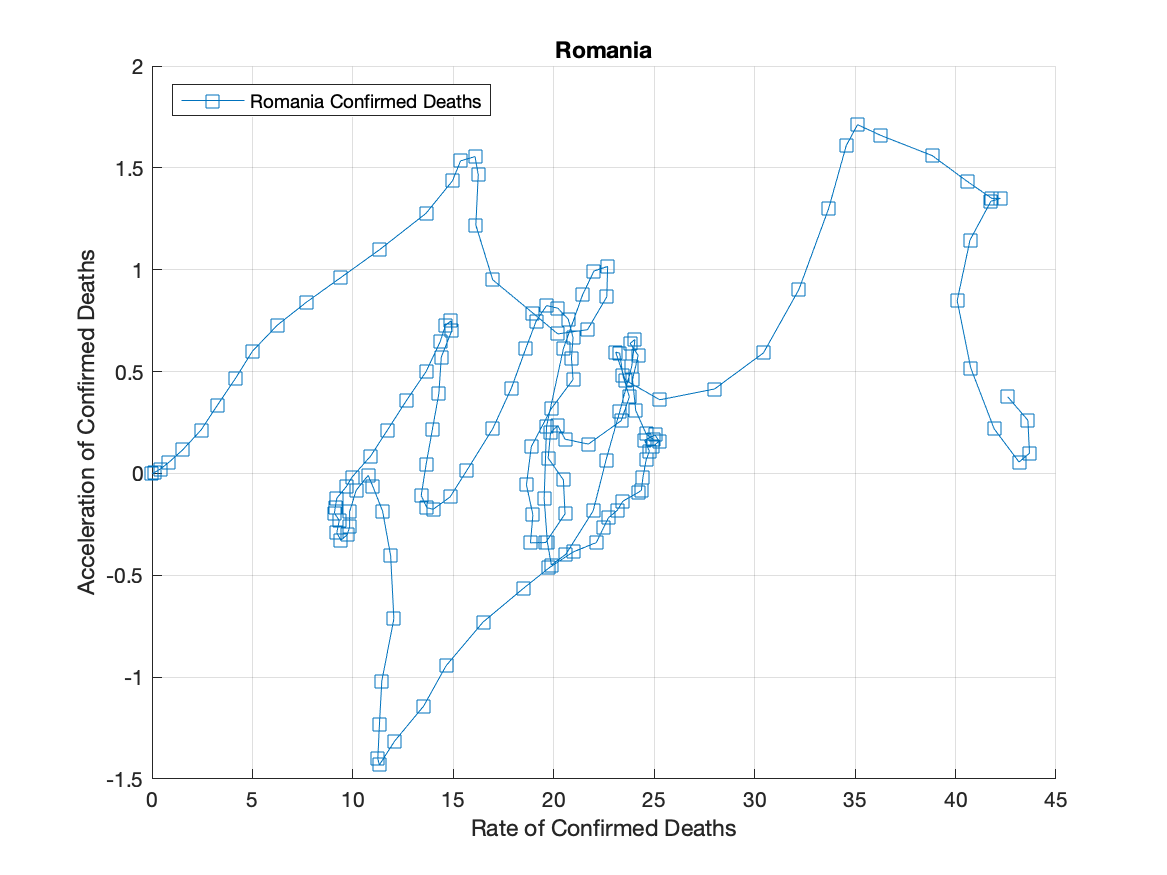 Romania
Romania Confirmed Deaths
Acceleration of Confirmed Deaths
2
1.5
1
0.5
0
-0.5
-1
-1.5
0 5 10 15 20 25 30 35 40 45
Rate of Confirmed Deaths